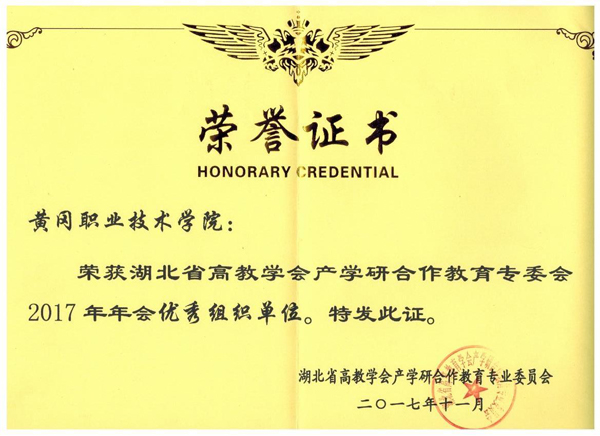 荣誉证书
HONORARY CREDENTIAL
黄冈职业技术学院：
荣获湖北省高教学会产学研合作教育专委会
2017年年会优秀组织单位。特发此证。
湖北省高教学会产学研合作教育专业委员会
二〇一七年十一月